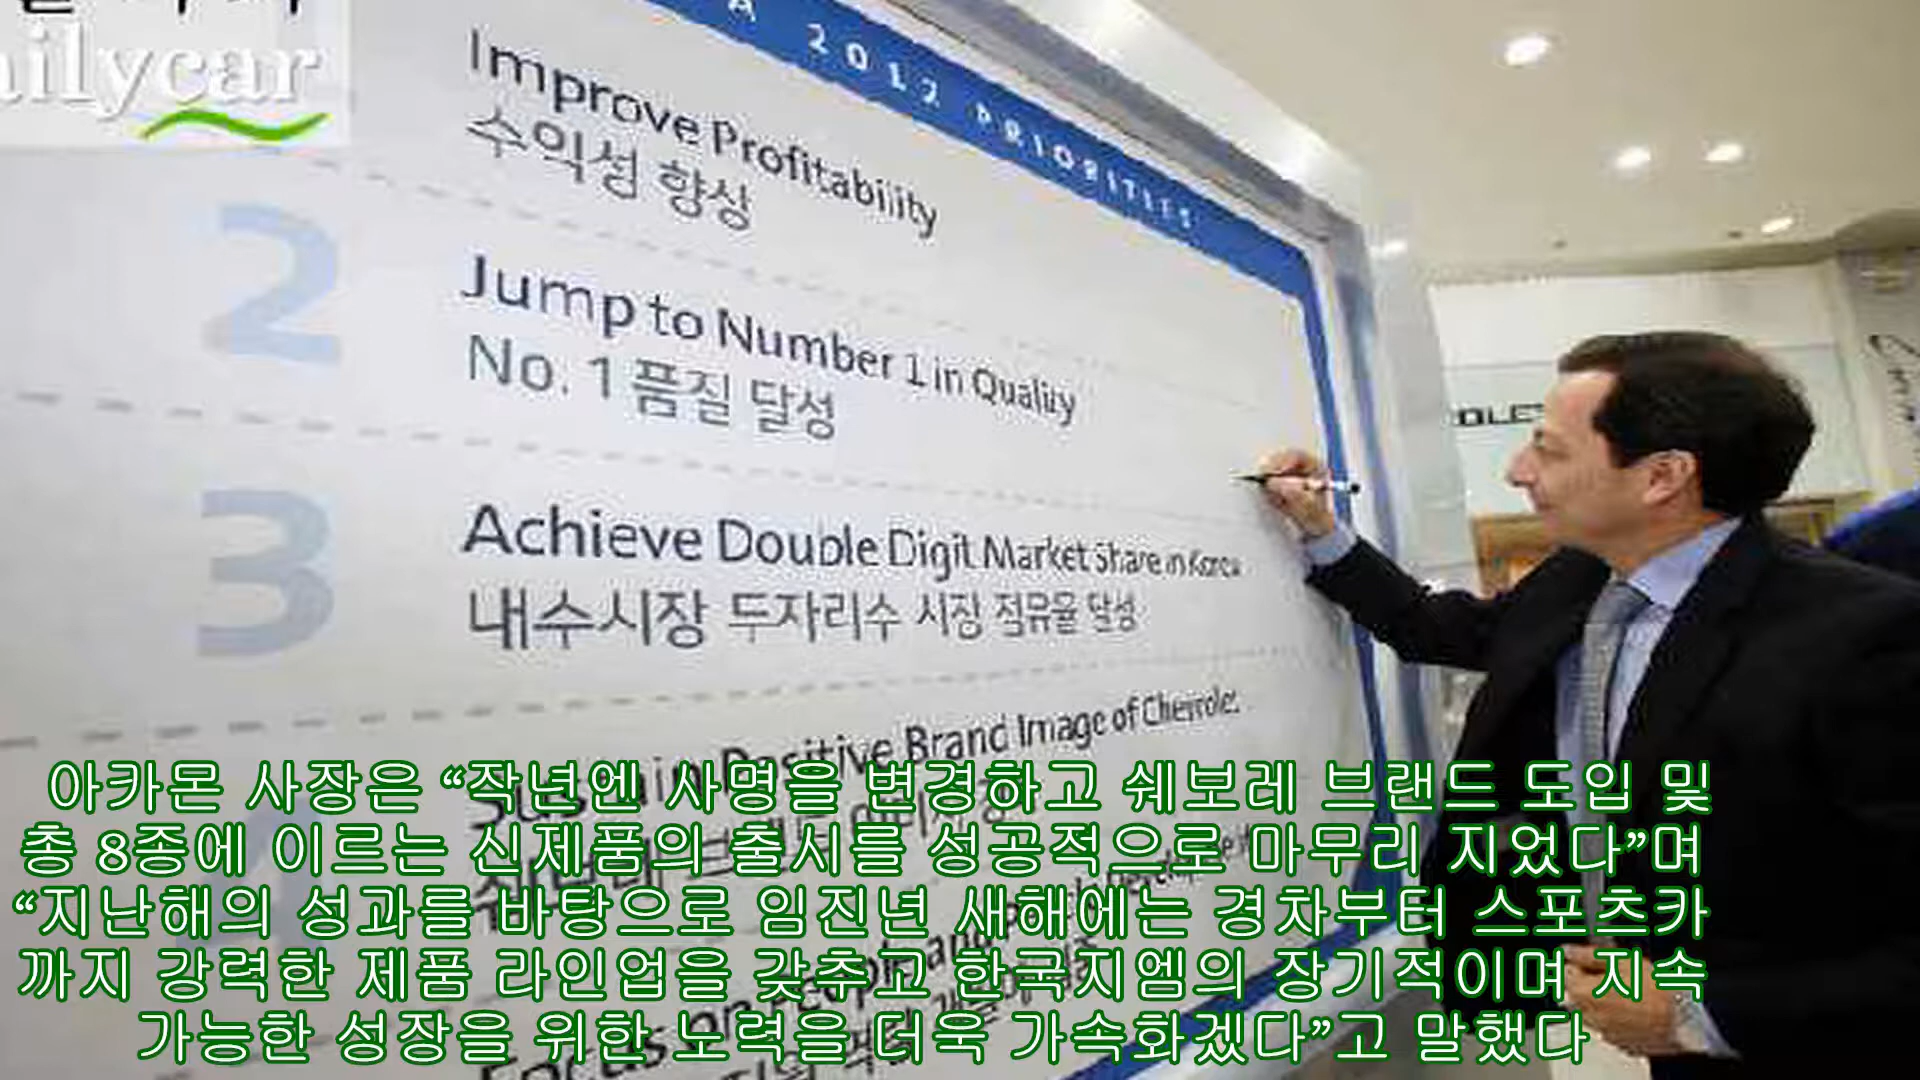 ilycar
A 2012 PRIORITIES
Improve Profitability
수익성 향상
2
Jump to Number 1 in Quality
No. 1 품질 달성
3
Achieve Double Digit Market Share in Korea
내수시장 두자리수 시장 점유율 달성
Sustain Positive Brand Image of Chevrolet
Focus on People and
OLE
아카몬 사장은 “작년엔 사명을 변경하고 쉐보레 브랜드 도입 및
총 8종에 이르는 신제품의 출시를 성공적으로 마무리 지었다”며
“지난해의 성과를 바탕으로 임진년 새해에는 경차부터 스포츠카
까지 강력한 제품 라인업을 갖추고 한국지엠의 장기적이며 지속
가능한 성장을 위한 노력을 더욱 가속화겠다”고 말했다